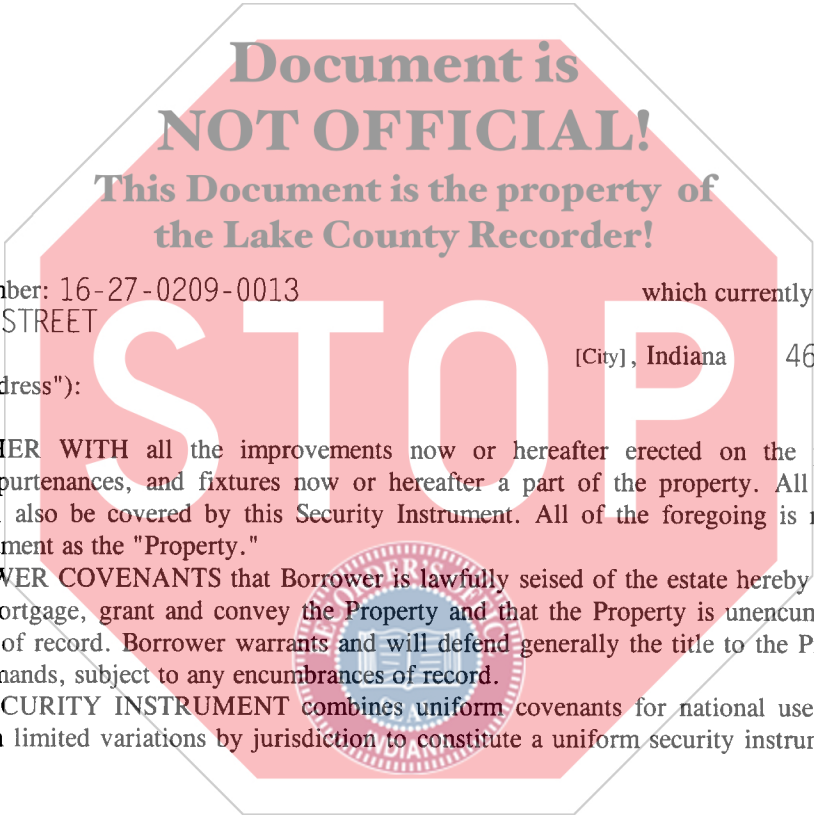 Document is
NOT OFFICIAL!
This Document is the property of
the Lake County Recorder!
nber: 16-27-0209-0013 which currently
STREET
[City], Indiana 46
dress"):
STOP
HER WITH all the improvements now or hereafter erected on the
purtenances, and fixtures now or hereafter a part of the property. All
also be covered by this Security Instrument. All of the foregoing is
ment as the "Property."
WER COVENANTS that Borrower is lawfully seised of the estate hereby
ortgage, grant and convey the Property and that the Property is unencum
of record. Borrower warrants and will defend generally the title to the P
mands, subject to any encumbrances of record.
CURITY INSTRUMENT combines uniform covenants for national use
limited variations by jurisdiction to constitute a uniform security instrum
SEAL
INDIANA